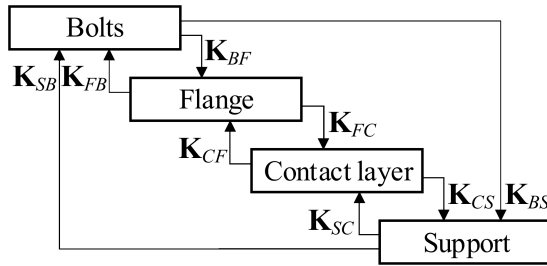 Bolts
K_BF
K_SB K_FB
Flange
K_FC
K_CF
Contact layer
K_CS K_BS
K_SC
Support